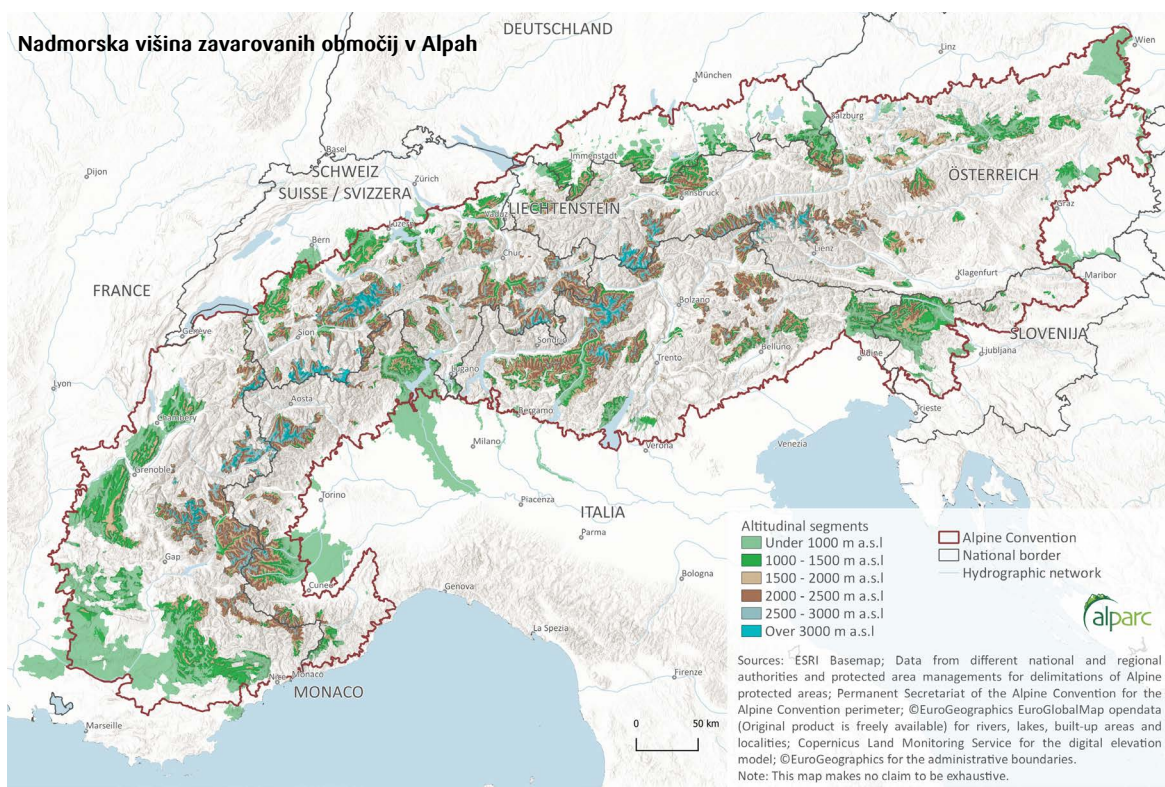 Nadmorska višina zavarovanih območij v Alpah
DEUTSCHLAND
Wien
Linz
München
Salzburg
Basel
Immenstadt
Dijon
SCHWEIZ
SUISSE / SVIZZERA
Zürich
ÖSTERREICH
Innsbruck
LIECHTENSTEIN
Vaduz
Graz
Luzern
Bern
Chur
Lienz
Klagenfurt
Maribor
FRANCE
Bolzano
SLOVENIJA
Genève
Sion
Sondrio
Belluno
Udine
Ljubljana
Trento
Lugano
Lyon
Aosta
Trieste
Chambéry
Bergamo
Milano
Verona
Venezia
Grenoble
Torino
Piacenza
ITALIA
Parma
Gap
Cuneo
Genova
Bologna
La Spezia
Firenze
Nice
Monaco
MONACO
Marseille
0 50 km
Altitudinal segments
Under 1000 m a.s.l
1000 - 1500 m a.s.l
1500 - 2000 m a.s.l
2000 - 2500 m a.s.l
2500 - 3000 m a.s.l
Over 3000 m a.s.l
Alpine Convention
National border
Hydrographic network
alparc
Sources: ESRI Basemap; Data from different national and regional
authorities and protected area managements for delimitations of Alpine
protected areas; Permanent Secretariat of the Alpine Convention for the
Alpine Convention perimeter; ©EuroGeographics EuroGlobalMap opendata
(Original product is freely available) for rivers, lakes, built-up areas and
localities; Copernicus Land Monitoring Service for the digital elevation
model; ©EuroGeographics for the administrative boundaries.
Note: This map makes no claim to be exhaustive.